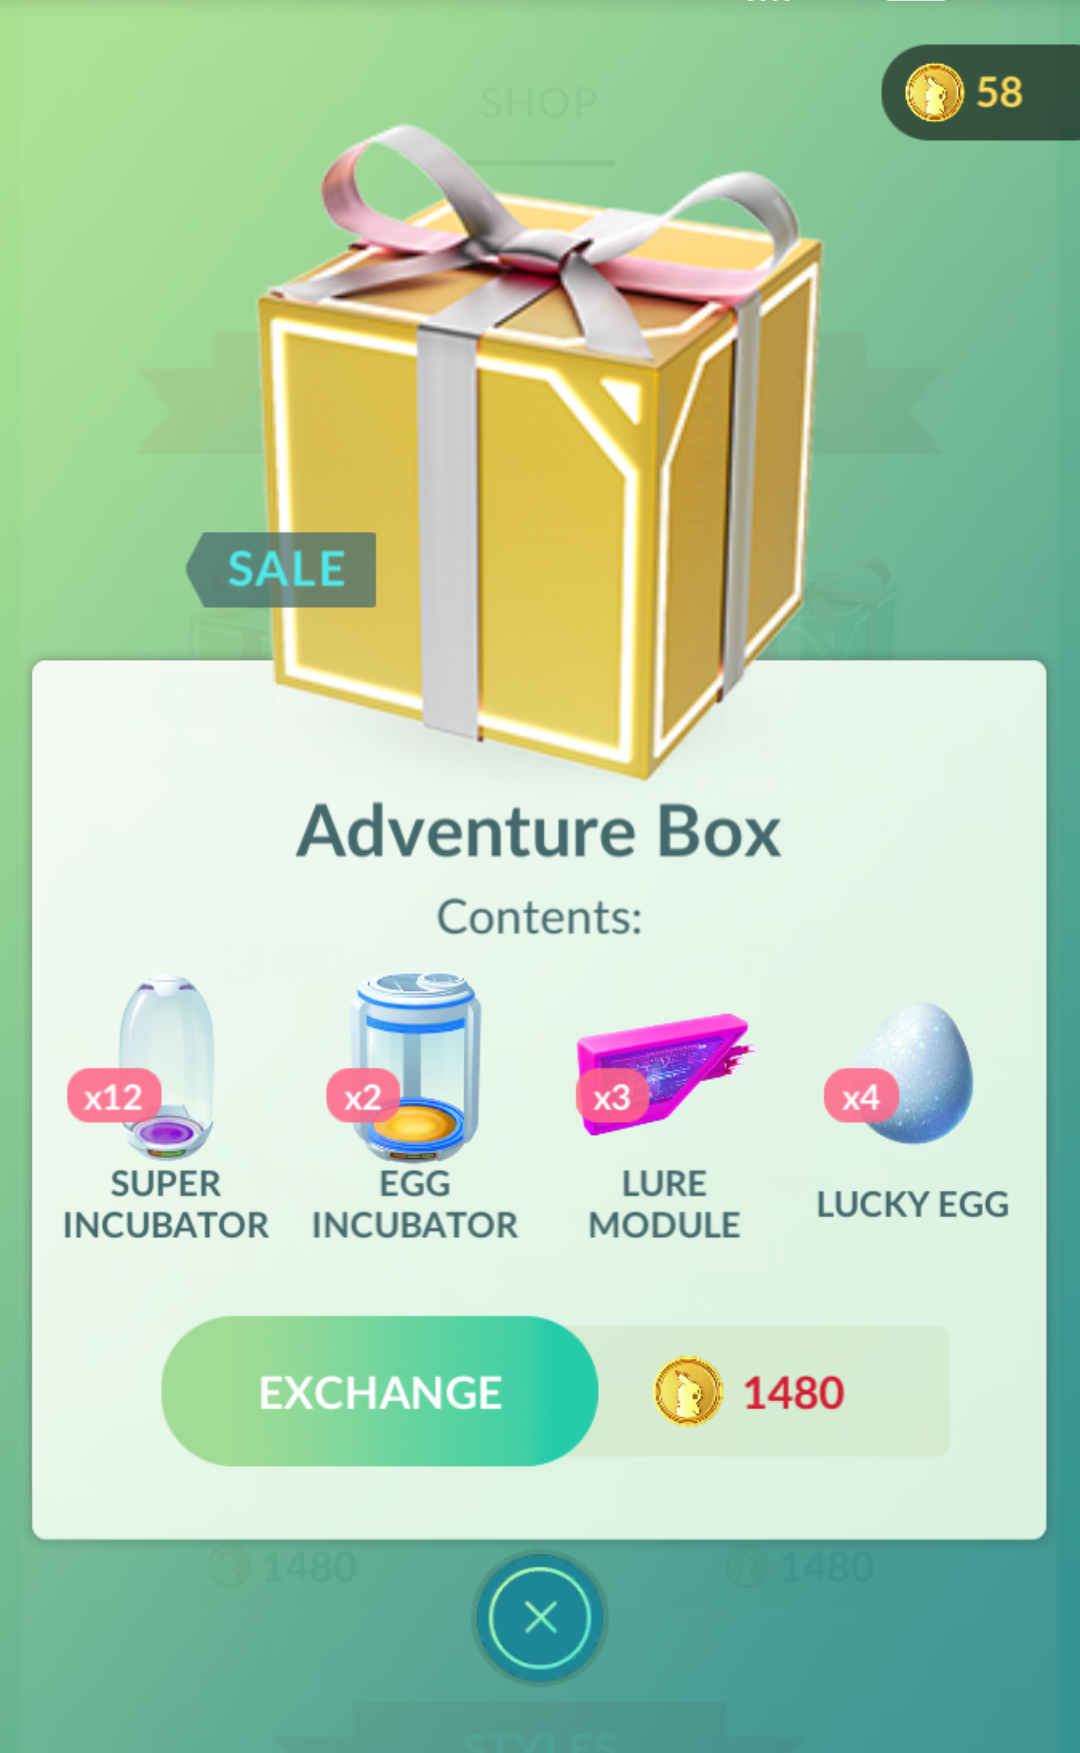 58
SHOP
SALE
Adventure Box
Contents:
x12
x2
x3
x4
SUPER
INCUBATOR
EGG
INCUBATOR
LURE
MODULE
LUCKY EGG
EXCHANGE
1480
1480
1480
STYLES